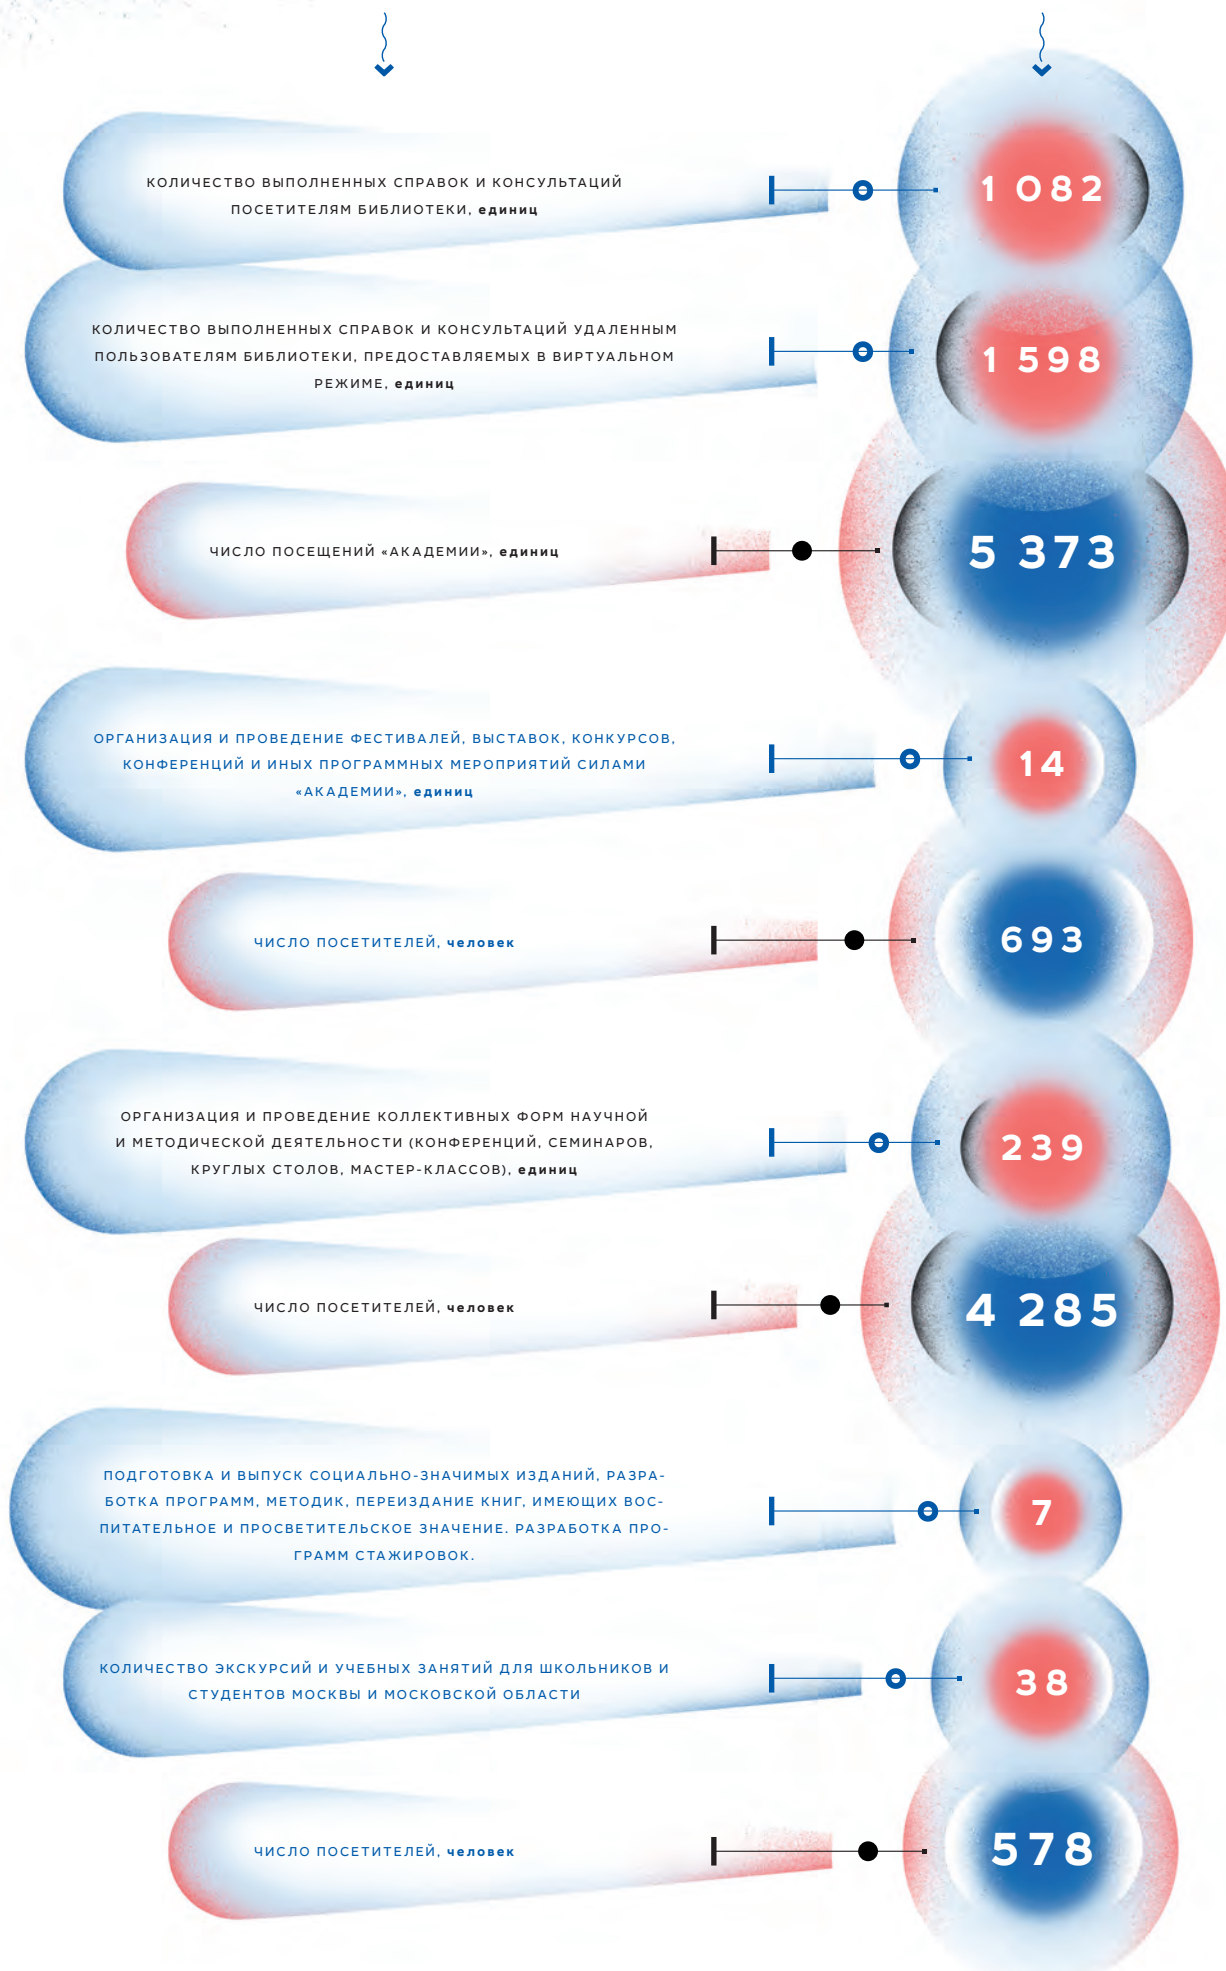 КОЛИЧЕСТВО ВЫПОЛНЕННЫХ СПРАВОК И КОНСУЛЬТАЦИЙ
ПОСЕТИТЕЛЯМ БИБЛИОТЕКИ, единиц
1 082
КОЛИЧЕСТВО ВЫПОЛНЕННЫХ СПРАВОК И КОНСУЛЬТАЦИЙ УДАЛЕННЫМ
ПОЛЬЗОВАТЕЛЯМ БИБЛИОТЕКИ, ПРЕДОСТАВЛЯЕМЫХ В ВИРТУАЛЬНОМ
РЕЖИМЕ, единиц
1 598
ЧИСЛО ПОСЕЩЕНИЙ «АКАДЕМИИ», единиц
5 373
ОРГАНИЗАЦИЯ И ПРОВЕДЕНИЕ ФЕСТИВАЛЕЙ, ВЫСТАВОК, КОНКУРСОВ,
КОНФЕРЕНЦИЙ И ИНЫХ ПРОГРАММНЫХ МЕРОПРИЯТИЙ СИЛАМИ
«АКАДЕМИИ», единиц
14
ЧИСЛО ПОСЕТИТЕЛЕЙ, человек
693
ОРГАНИЗАЦИЯ И ПРОВЕДЕНИЕ КОЛЛЕКТИВНЫХ ФОРМ НАУЧНОЙ
И МЕТОДИЧЕСКОЙ ДЕЯТЕЛЬНОСТИ (КОНФЕРЕНЦИЙ, СЕМИНАРОВ,
КРУГЛЫХ СТОЛОВ, МАСТЕР-КЛАССОВ), единиц
239
ЧИСЛО ПОСЕТИТЕЛЕЙ, человек
4 285
ПОДГОТОВКА И ВЫПУСК СОЦИАЛЬНО-ЗНАЧИМЫХ ИЗДАНИЙ, РАЗРА-
БОТКА ПРОГРАММ, МЕТОДИК, ПЕРЕИЗДАНИЕ КНИГ, ИМЕЮЩИХ ВОС-
ПИТАТЕЛЬНОЕ И ПРОСВЕТИТЕЛЬСКОЕ ЗНАЧЕНИЕ. РАЗРАБОТКА ПРО-
ГРАММ СТАЖИРОВОК.
7
КОЛИЧЕСТВО ЭКСКУРСИЙ И УЧЕБНЫХ ЗАНЯТИЙ ДЛЯ ШКОЛЬНИКОВ И
СТУДЕНТОВ МОСКВЫ И МОСКОВСКОЙ ОБЛАСТИ
38
ЧИСЛО ПОСЕТИТЕЛЕЙ, человек
578